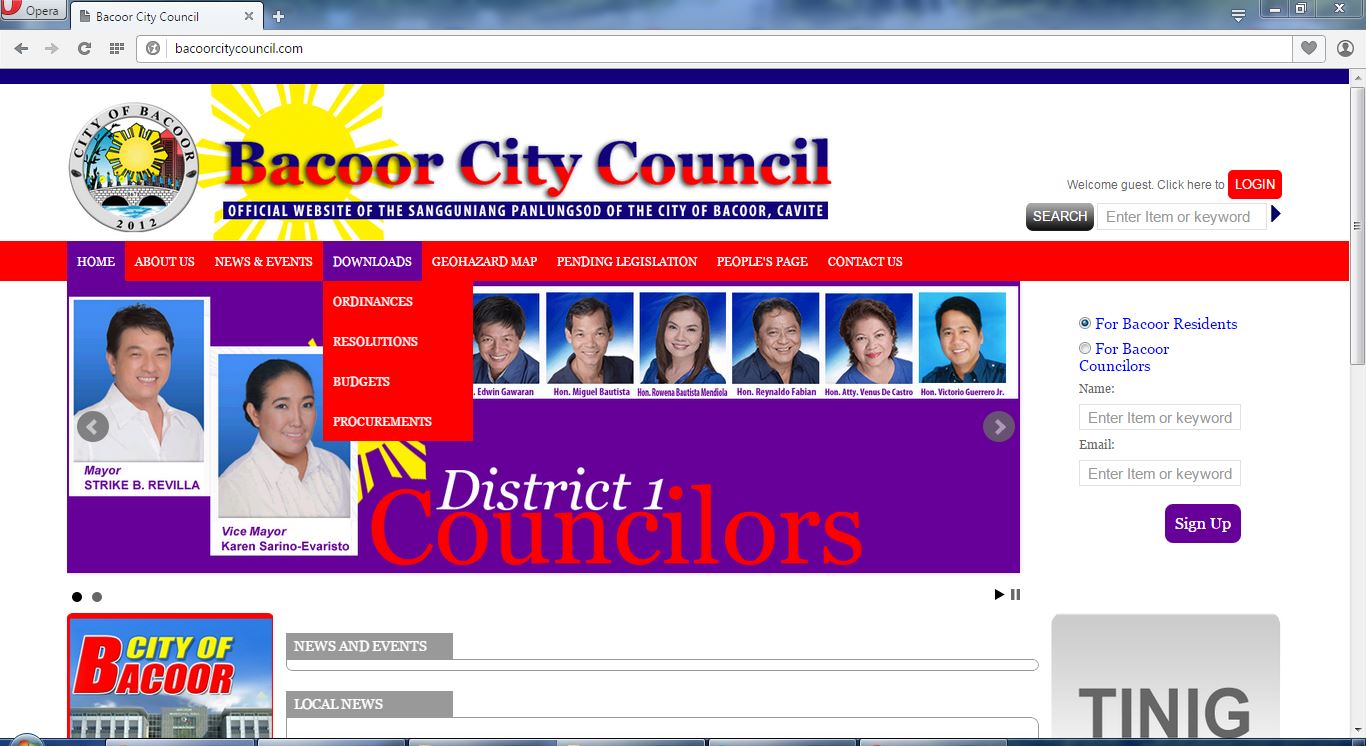 Opera
Bacoor City Council
bacoorcitycouncil.com
CITY OF BACOOR
2012
Bacoor City Council
OFFICIAL WEBSITE OF THE SANGGUNIANG PANLUNGSOD OF THE CITY OF BACOOR, CAVITE
Welcome guest. Click here to LOGIN
SEARCH Enter Item or keyword
HOME ABOUT US NEWS & EVENTS DOWNLOADS GEOHAZARD MAP PENDING LEGISLATION PEOPLE'S PAGE CONTACT US
ORDINANCES
RESOLUTIONS
BUDGETS
PROCUREMENTS
Edwin Gawaran Hon. Miguel Bautista Hon. Rowena Bautista Mendiola Hon. Reynaldo Fabian Hon. Atty. Venus De Castro Hon. Victorio Guerrero Jr.
Mayor
STRIKE B. REVILLA
Vice Mayor
Karen Sarino-Evaristo
District 1
Councilors
For Bacoor Residents
For Bacoor
Councilors
Name:
Enter Item or keyword
Email:
Enter Item or keyword
Sign Up
CITY OF
BACOOR
NEWS AND EVENTS
LOCAL NEWS
TINIG